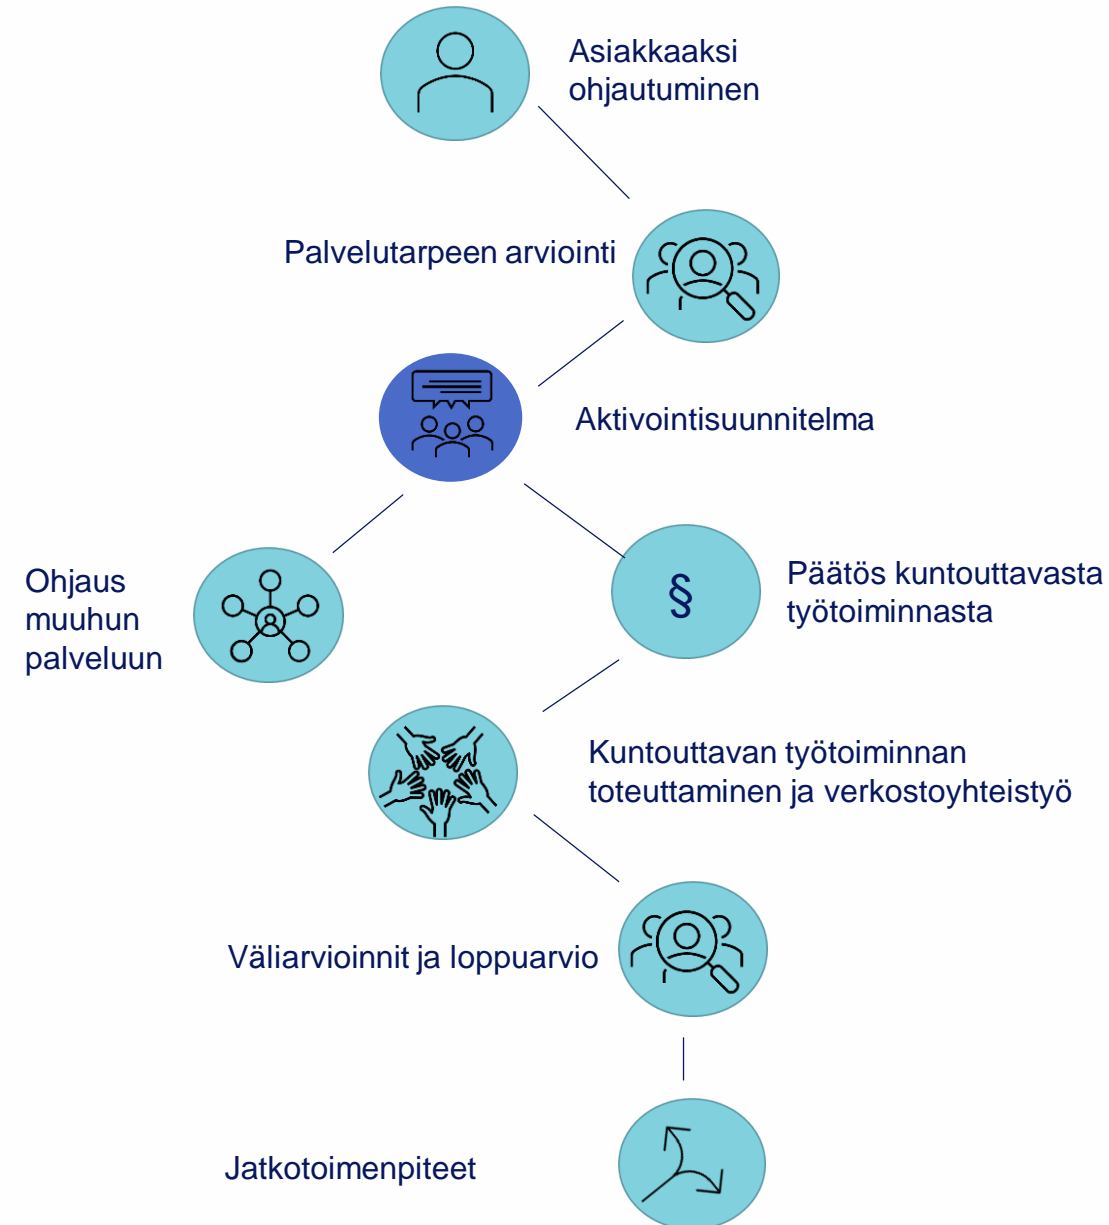 Asiakkaaksi
ohjautuminen
Palvelutarpeen arviointi
Aktivointisuunnitelma
Ohjaus
muuhun
palveluun
§
Päätös kuntouttavasta
työtoiminnasta
Kuntouttavan työtoiminnan
toteuttaminen ja verkostoyhteistyö
Väliarvioinnit ja loppuarvio
Jatkotoimenpiteet